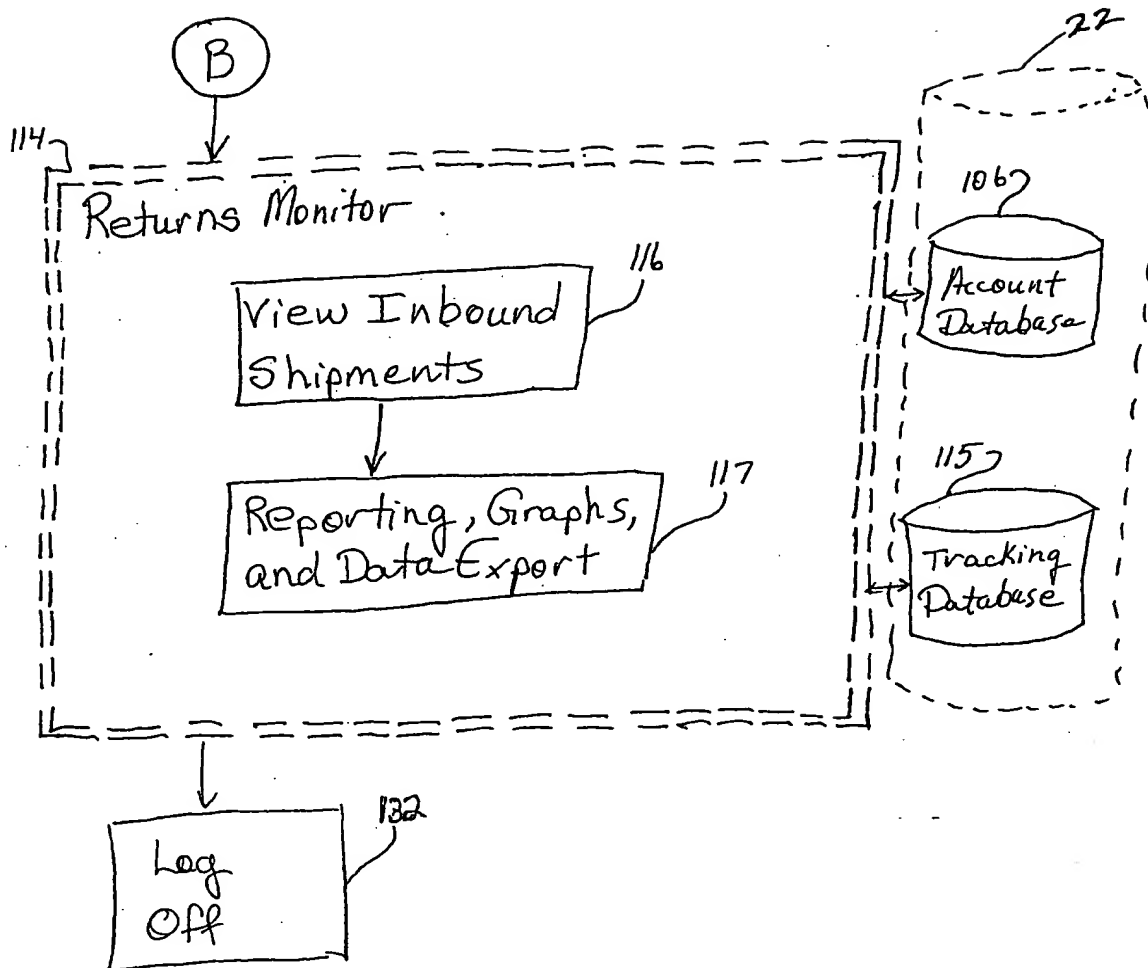 B
22
114
Returns Monitor
106
Account
Database
116
View Inbound
Shipments
117
Reporting, Graphs,
and Data Export
115
Tracking
Database
132
Log
Off